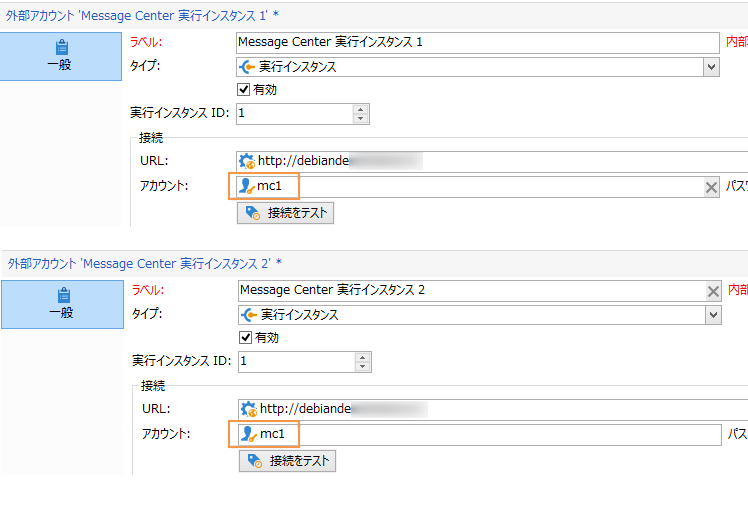 外部アカウント 'Message Center 実行インスタンス 1' *
一般
ラベル: Message Center 実行インスタンス 1 内部
タイプ: 実行インスタンス
有効
実行インスタンス ID: 1
接続
URL: http://debiande
アカウント: mc1 パスワ
接続をテスト
外部アカウント 'Message Center 実行インスタンス 2' *
一般
ラベル: Message Center 実行インスタンス 2 内部
タイプ: 実行インスタンス
有効
実行インスタンス ID: 1
接続
URL: http://debiande
アカウント: mc1 パス
接続をテスト